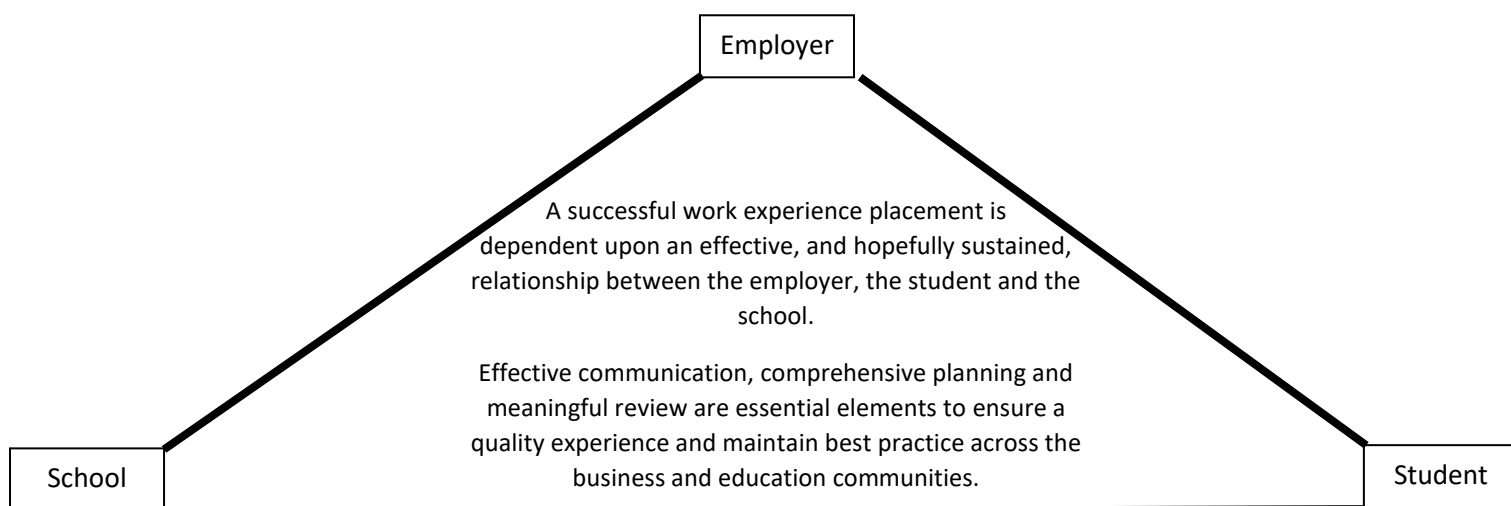 Employer
A successful work experience placement is
dependent upon an effective, and hopefully sustained,
relationship between the employer, the student and the
school.
Effective communication, comprehensive planning and
meaningful review are essential elements to ensure a
quality experience and maintain best practice across the
business and education communities.
School
Student